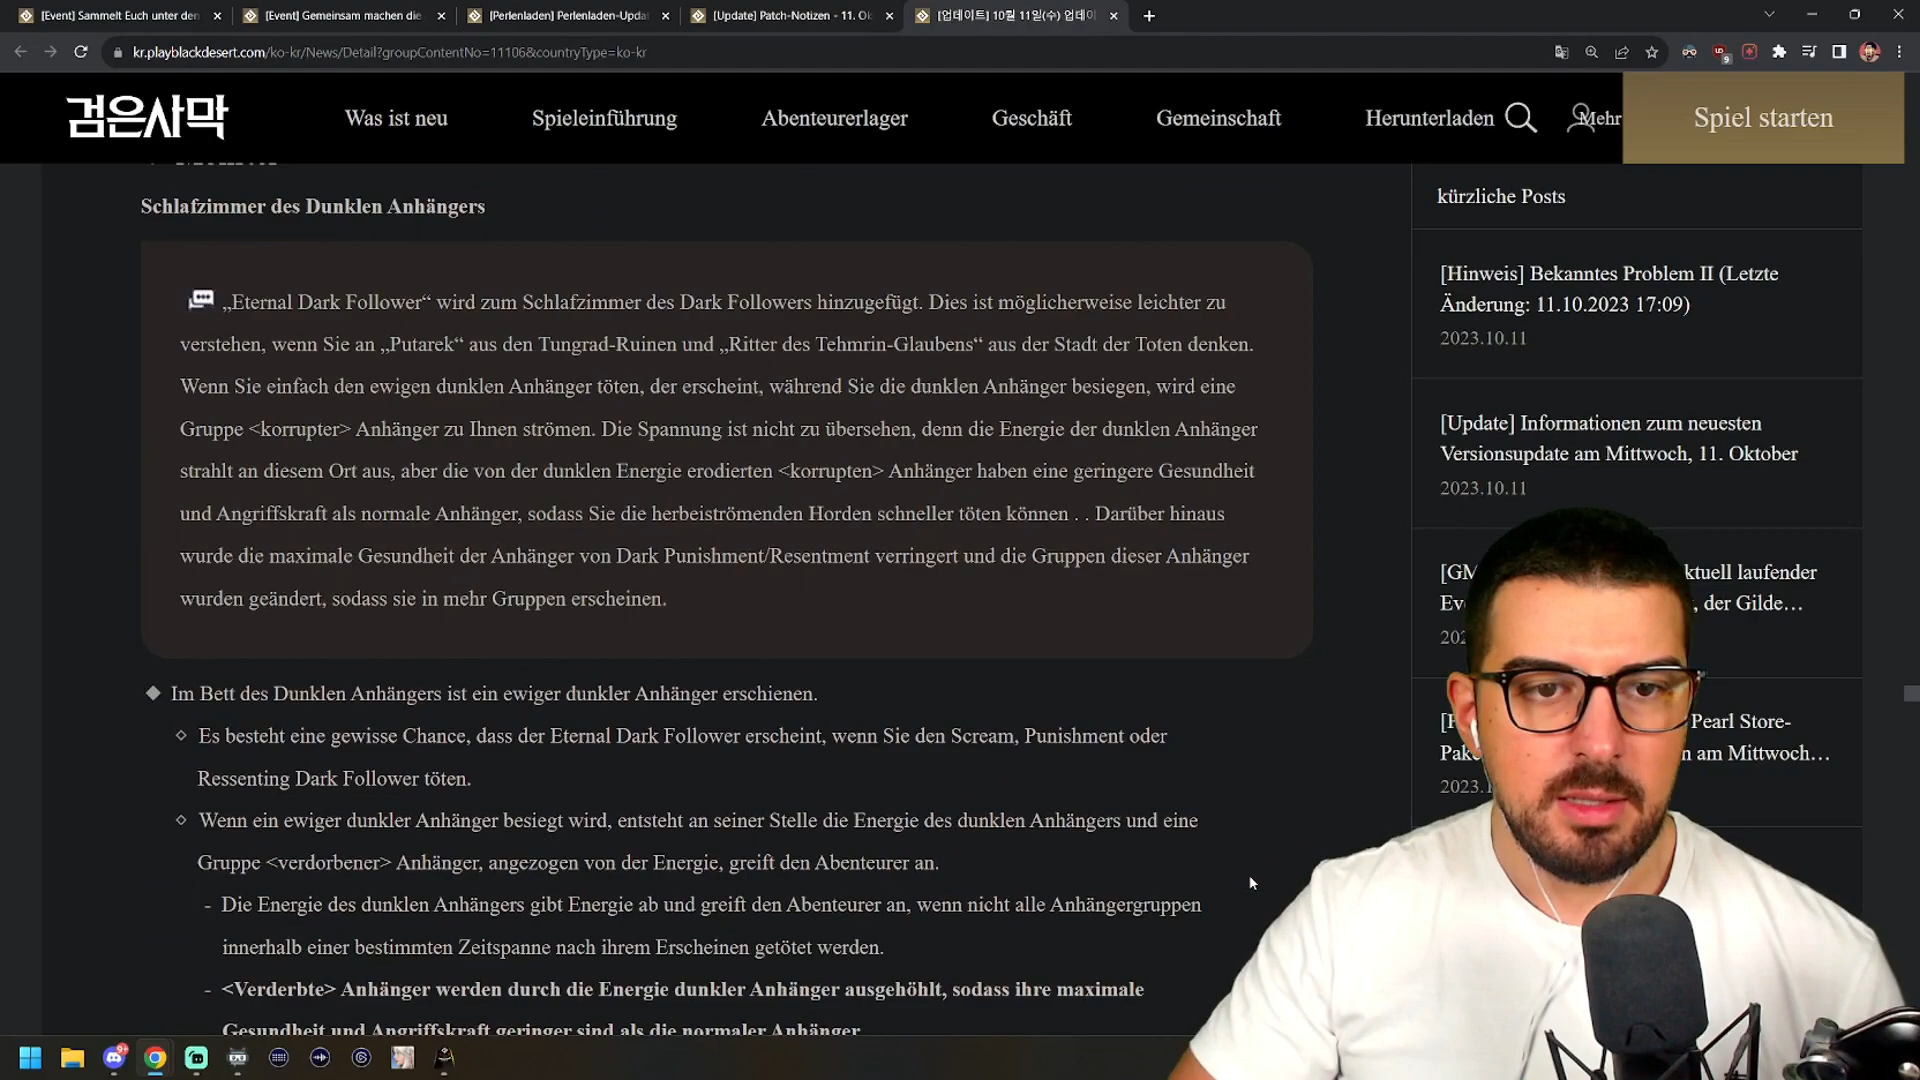 [Event] Sammelt Euch unter den
[Event] Gemeinsam machen die
[Perlenladen] Perlenladen-Upda
[Update] Patch-Notizen - 11. Ok
[업데이트] 10월 11일(수) 업데이
kr.playblackdesert.com/ko-kr/News/Detail?groupContentNo=11106&countryType=ko-kr
9
검은사막
Was ist neu
Spieleinführung
Abenteurerlager
Geschäft
Gemeinschaft
Herunterladen
Mehr
Spiel starten
Schlafzimmer des Dunklen Anhängers
„Eternal Dark Follower“ wird zum Schlafzimmer des Dark Followers hinzugefügt. Dies ist möglicherweise leichter zu
verstehen, wenn Sie an „Putarek“ aus den Tungrad-Ruinen und „Ritter des Tehmrin-Glaubens“ aus der Stadt der Toten denken.
Wenn Sie einfach den ewigen dunklen Anhänger töten, der erscheint, während Sie die dunklen Anhänger besiegen, wird eine
Gruppe <korrupter> Anhänger zu Ihnen strömen. Die Spannung ist nicht zu übersehen, denn die Energie der dunklen Anhänger
strahlt an diesem Ort aus, aber die von der dunklen Energie erodierten <korrupten> Anhänger haben eine geringere Gesundheit
und Angriffskraft als normale Anhänger, sodass Sie die herbeiströmenden Horden schneller töten können . . Darüber hinaus
wurde die maximale Gesundheit der Anhänger von Dark Punishment/Resentment verringert und die Gruppen dieser Anhänger
wurden geändert, sodass sie in mehr Gruppen erscheinen.
◆ Im Bett des Dunklen Anhängers ist ein ewiger dunkler Anhänger erschienen.
◇ Es besteht eine gewisse Chance, dass der Eternal Dark Follower erscheint, wenn Sie den Scream, Punishment oder
Ressenting Dark Follower töten.
◇ Wenn ein ewiger dunkler Anhänger besiegt wird, entsteht an seiner Stelle die Energie des dunklen Anhängers und eine
Gruppe <verdorbener> Anhänger, angezogen von der Energie, greift den Abenteurer an.
- Die Energie des dunklen Anhängers gibt Energie ab und greift den Abenteurer an, wenn nicht alle Anhängergruppen
innerhalb einer bestimmten Zeitspanne nach ihrem Erscheinen getötet werden.
- <Verderbte> Anhänger werden durch die Energie dunkler Anhänger ausgehöhlt, sodass ihre maximale
Gesundheit und Angriffskraft geringer sind als die normaler Anhänger
kürzliche Posts
[Hinweis] Bekanntes Problem II (Letzte
Änderung: 11.10.2023 17:09)
2023.10.11
[Update] Informationen zum neuesten
Versionsupdate am Mittwoch, 11. Oktober
2023.10.11
[GM ktuell laufender
Eve , der Gilde…
202
[P Pearl Store-
Pake n am Mittwoch…
2023.1
9+